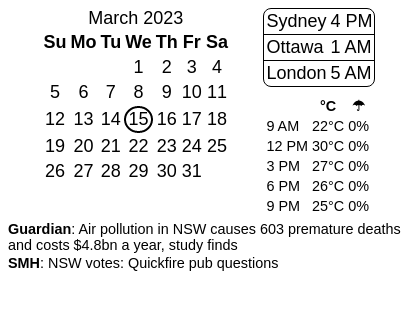 March 2023
Su Mo Tu We Th Fr Sa
1 2 3 4
5 6 7 8 9 10 11
12 13 14 15 16 17 18
19 20 21 22 23 24 25
26 27 28 29 30 31
Sydney 4 PM
Ottawa 1 AM
London 5 AM
°C ☂
9 AM 22°C 0%
12 PM 30°C 0%
3 PM 27°C 0%
6 PM 26°C 0%
9 PM 25°C 0%
Guardian: Air pollution in NSW causes 603 premature deaths
and costs $4.8bn a year, study finds
SMH: NSW votes: Quickfire pub questions